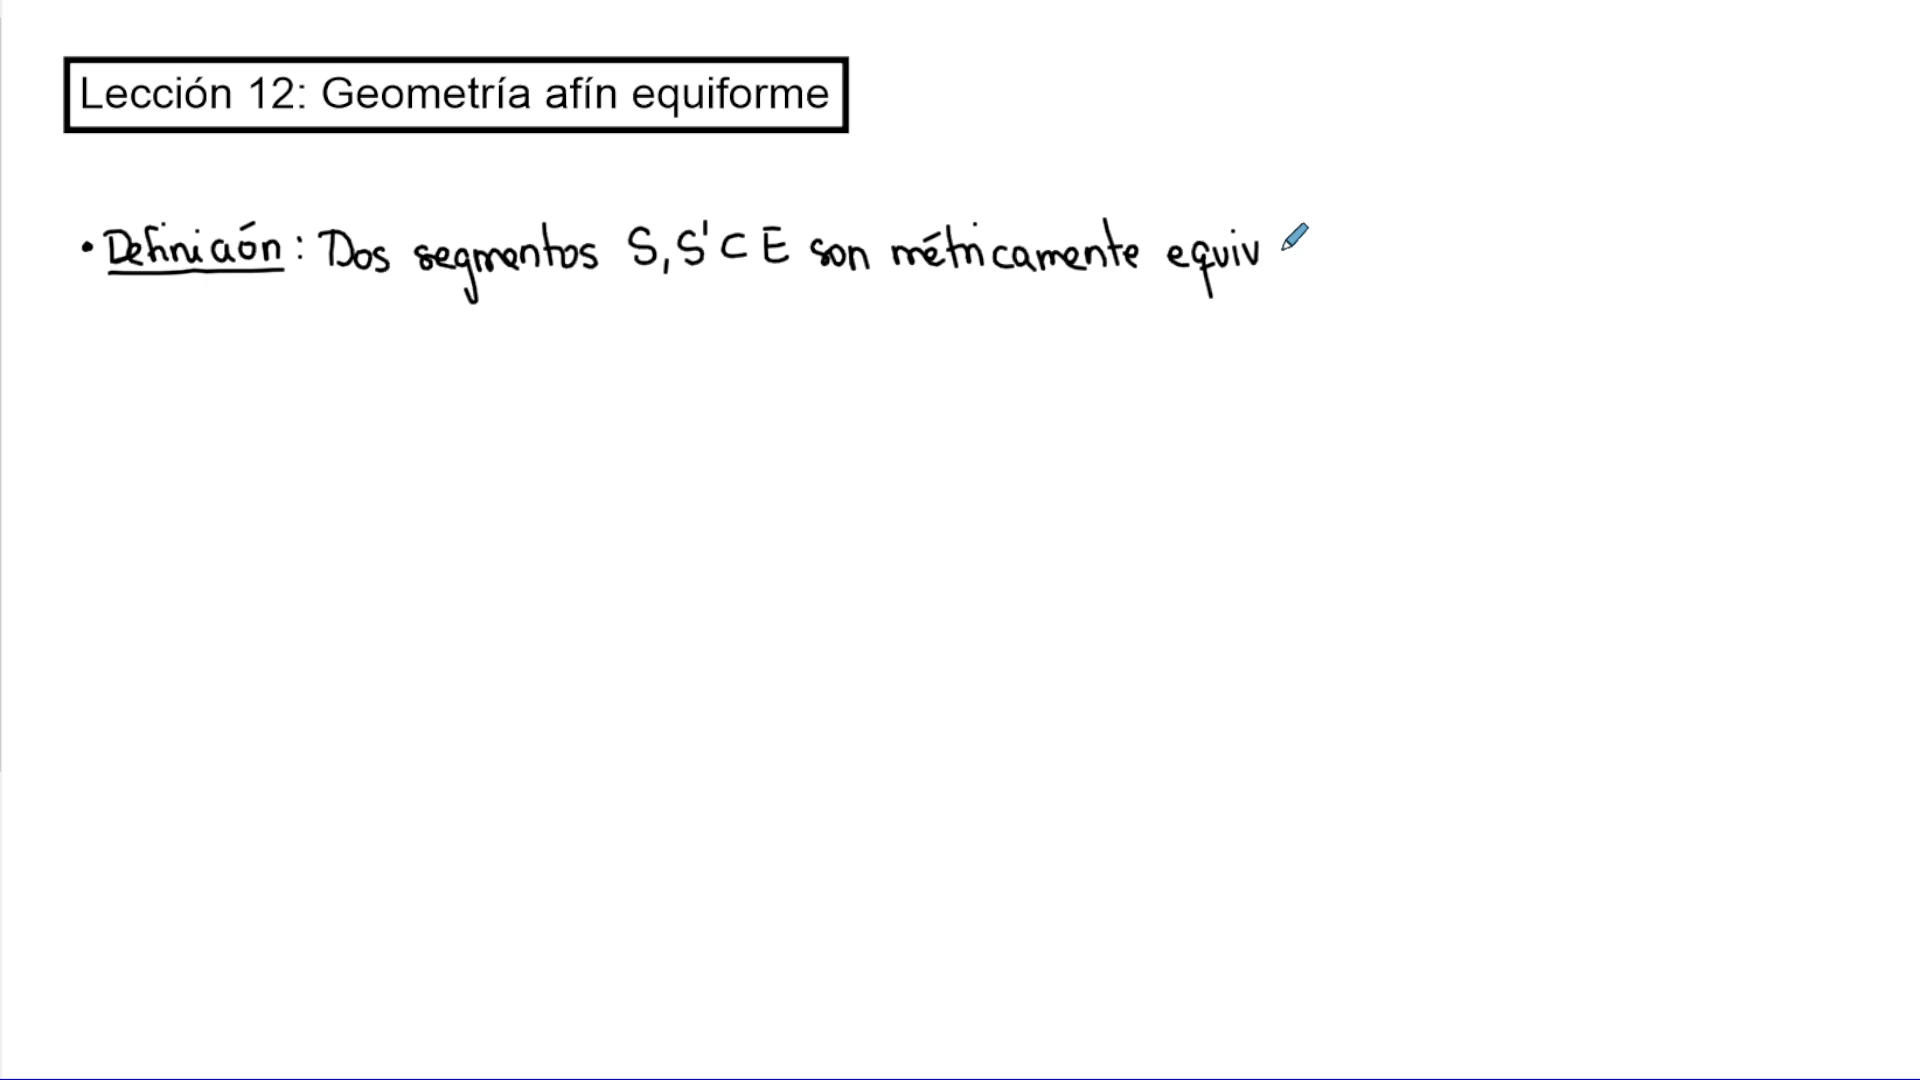 Lección 12: Geometría afín equiforme
• Definición: Dos segmentos S, S' ⊂ E son métricamente equiv